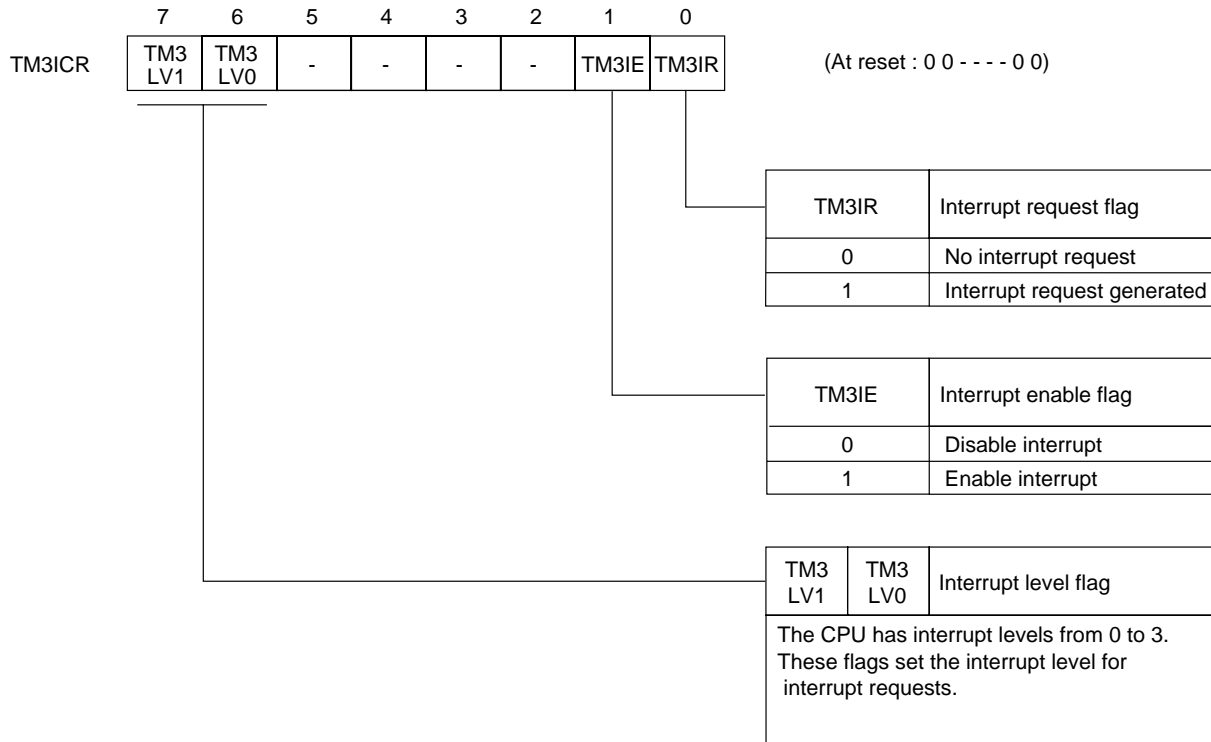 7 6 5 4 3 2 1 0
TM3ICR TM3 LV1 TM3 LV0 - - - - TM3IE TM3IR (At reset : 0 0 - - - - 0 0)
TM3IR Interrupt request flag
0 No interrupt request
1 Interrupt request generated
TM3IE Interrupt enable flag
0 Disable interrupt
1 Enable interrupt
TM3 LV1 TM3 LV0 Interrupt level flag
The CPU has interrupt levels from 0 to 3.
These flags set the interrupt level for
interrupt requests.